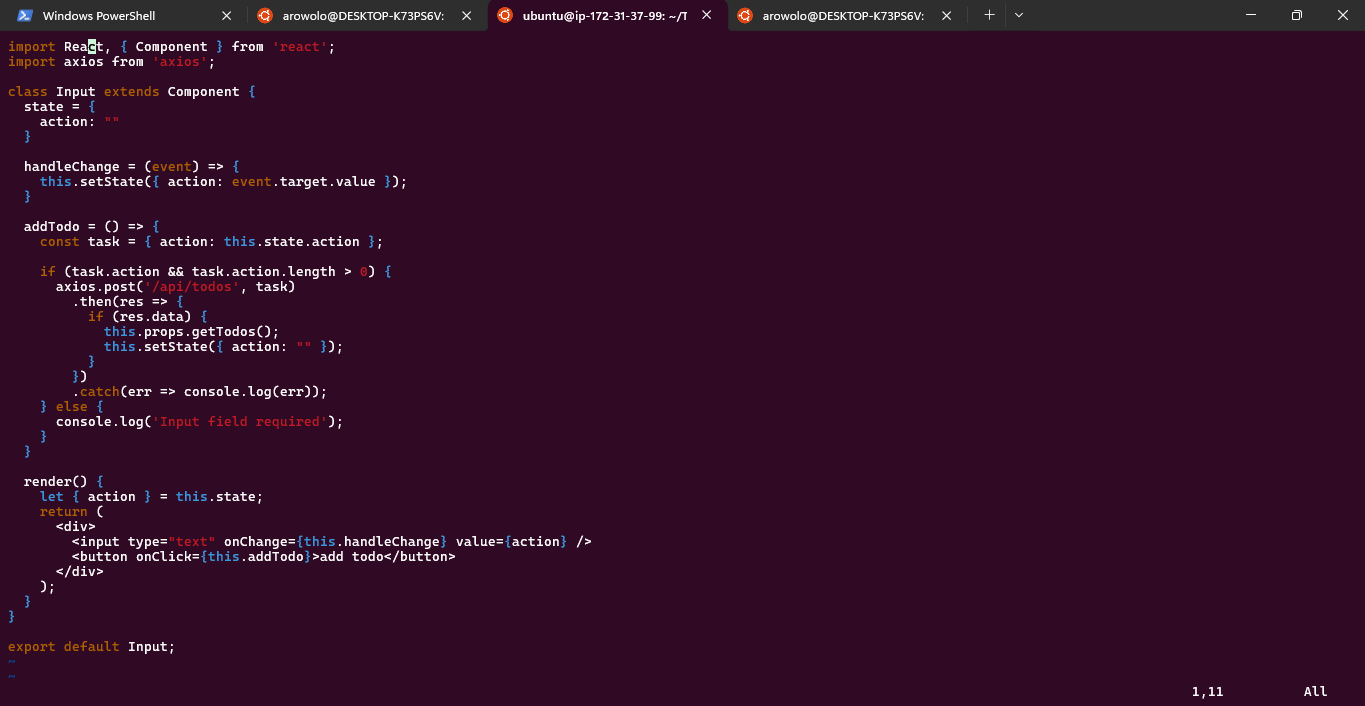 Windows PowerShell
arowolo@DESKTOP-K73PS6V:
ubuntu@ip-172-31-37-99: ~/T
arowolo@DESKTOP-K73PS6V:
import React, { Component } from 'react';
import axios from 'axios';

class Input extends Component {
  state = {
    action: ""
  }

  handleChange = (event) => {
    this.setState({ action: event.target.value });
  }

  addTodo = () => {
    const task = { action: this.state.action };

    if (task.action && task.action.length > 0) {
      axios.post('/api/todos', task)
        .then(res => {
          if (res.data) {
            this.props.getTodos();
            this.setState({ action: "" });
          }
        })
        .catch(err => console.log(err));
    } else {
      console.log('Input field required');
    }
  }

  render() {
    let { action } = this.state;
    return (
      <div>
        <input type="text" onChange={this.handleChange} value={action} />
        <button onClick={this.addTodo}>add todo</button>
      </div>
    );
  }
}

export default Input;
~
~
1,11 All